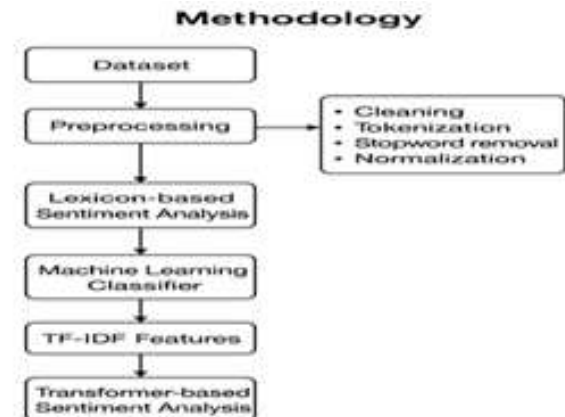 Methodology
Dataset
Preprocessing
• Cleaning
• Tokenization
• Stopword removal
• Normalization
Lexicon-based
Sentiment Analysis
Machine Learning
Classifier
TF-IDF Features
Transformer-based
Sentiment Analysis